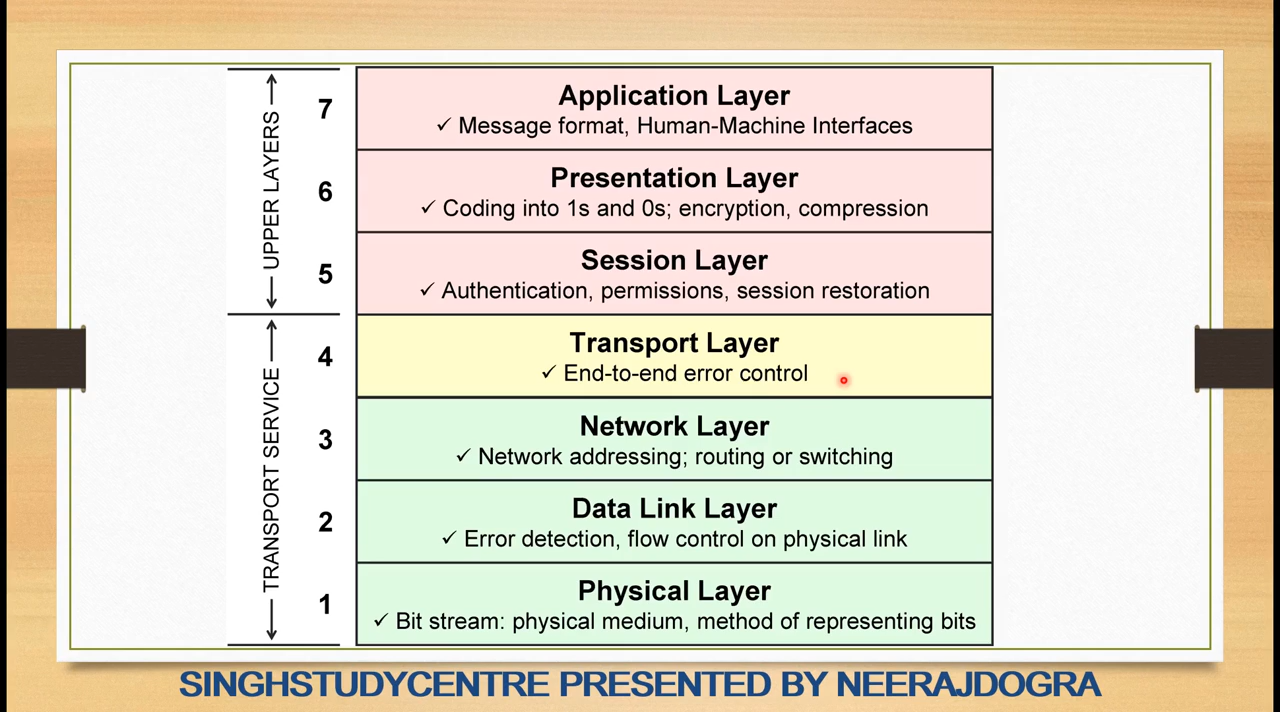 UPPER LAYERS
7
Application Layer
✓ Message format, Human-Machine Interfaces
6
Presentation Layer
✓ Coding into 1s and 0s; encryption, compression
5
Session Layer
✓ Authentication, permissions, session restoration
TRANSPORT SERVICE
4
Transport Layer
✓ End-to-end error control
3
Network Layer
✓ Network addressing; routing or switching
2
Data Link Layer
✓ Error detection, flow control on physical link
1
Physical Layer
✓ Bit stream: physical medium, method of representing bits
SINGHSTUDYCENTRE PRESENTED BY NEERAJDOGRA